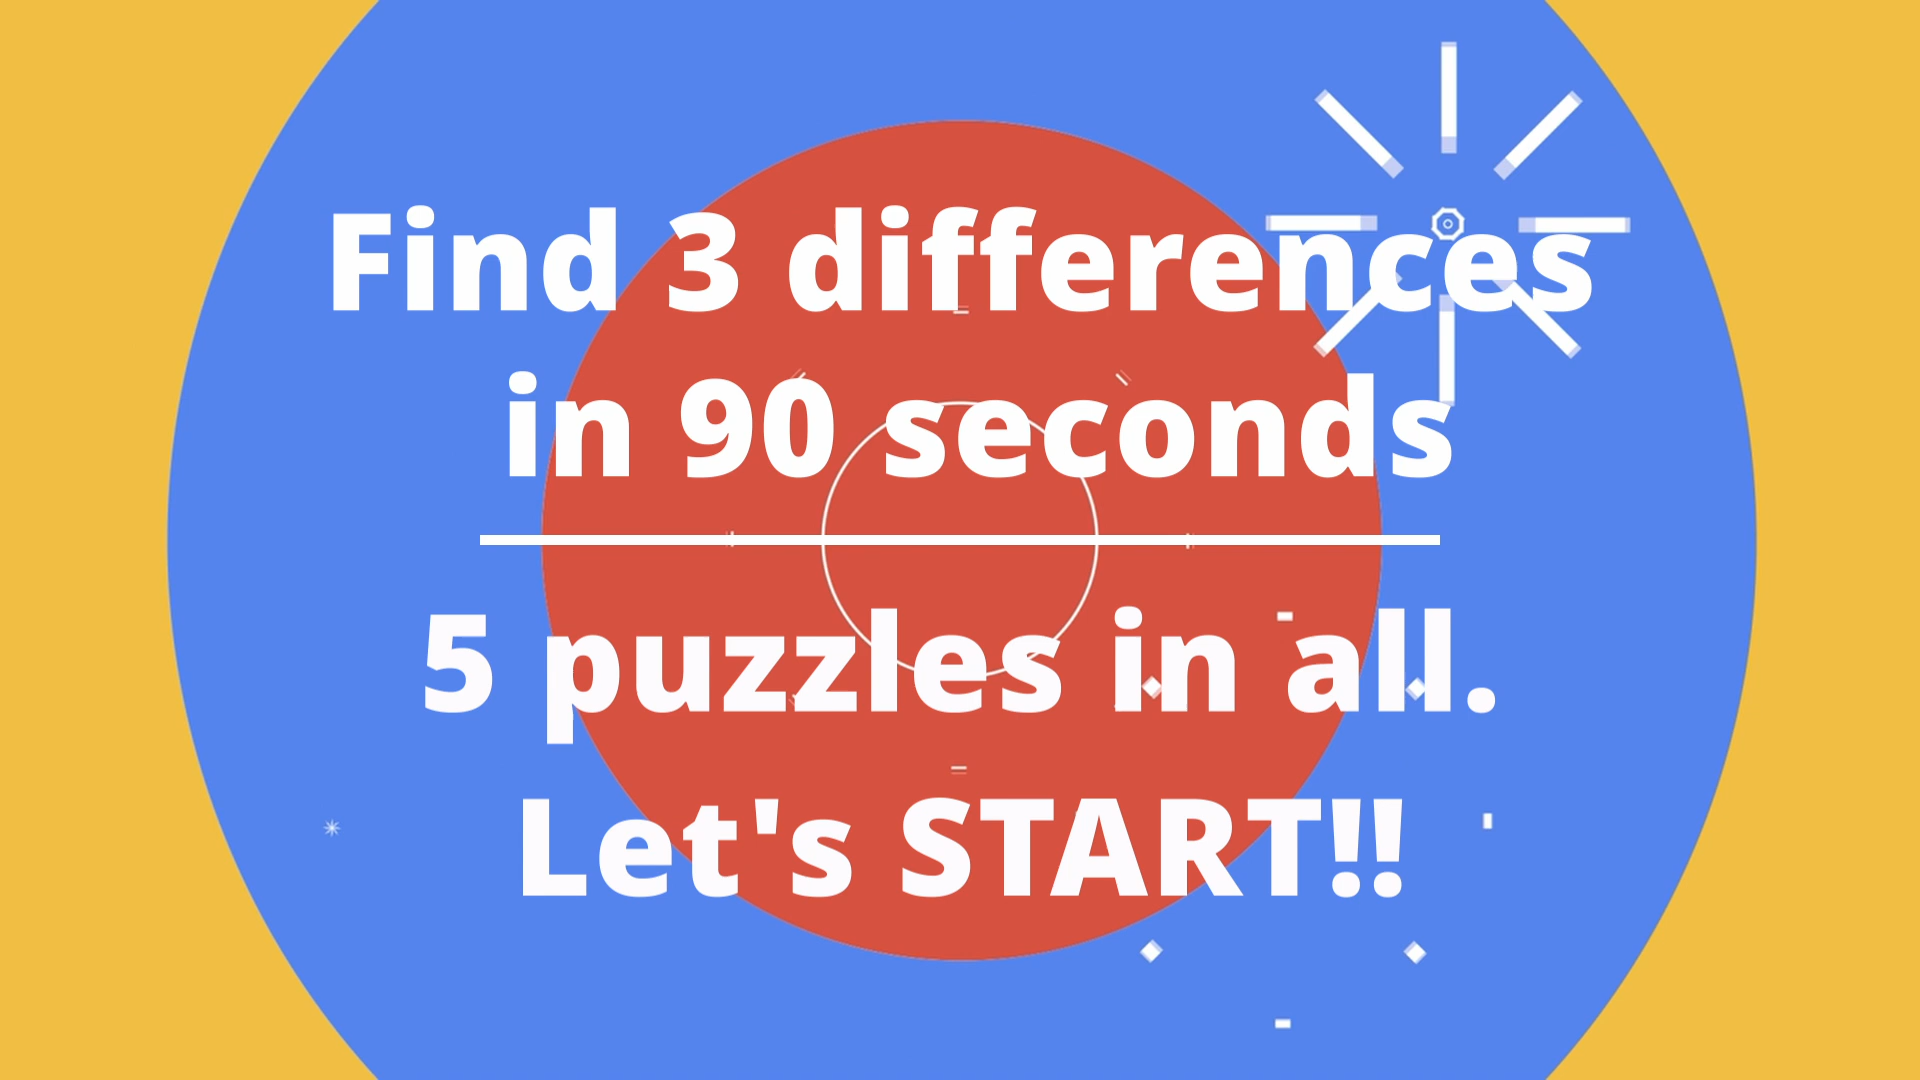 Find 3 differences
in 90 seconds
5 puzzles in all.
Let's START!!